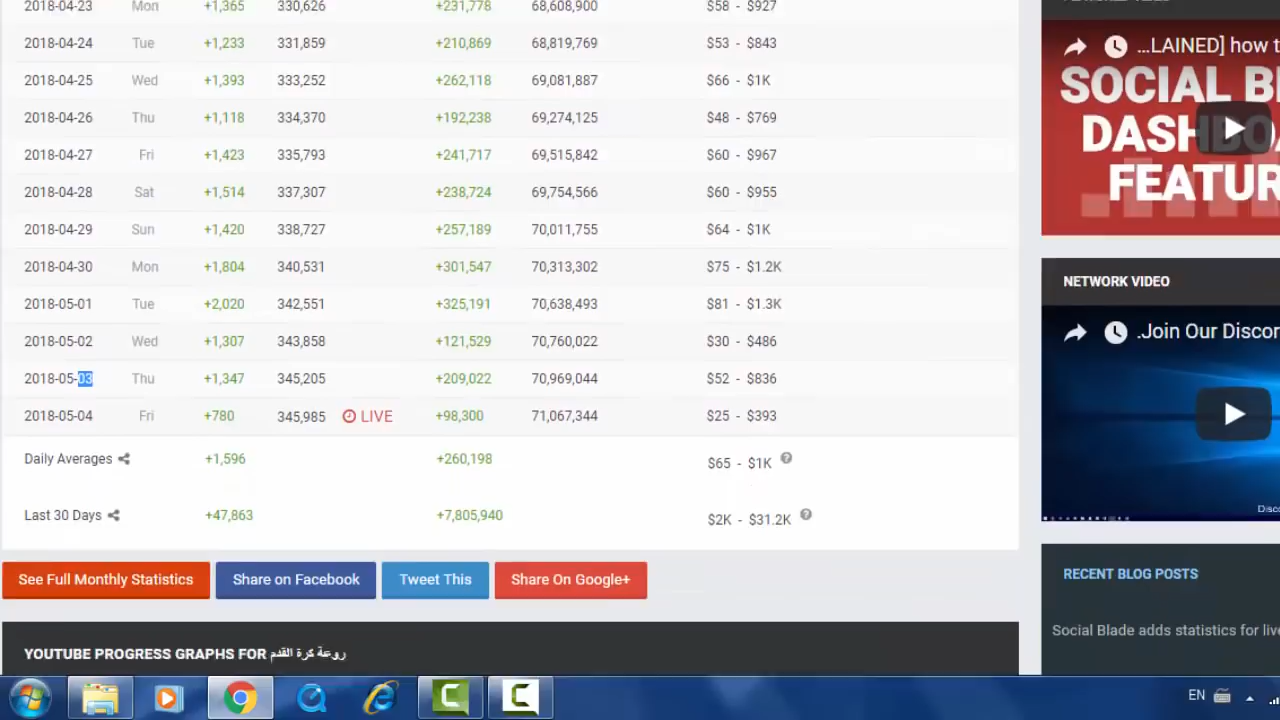 2018-04-23 Mon +1,365 330,626 +231,778 68,608,900 $58 - $927
2018-04-24 Tue +1,233 331,859 +210,869 68,819,769 $53 - $843
2018-04-25 Wed +1,393 333,252 +262,118 69,081,887 $66 - $1K
2018-04-26 Thu +1,118 334,370 +192,238 69,274,125 $48 - $769
2018-04-27 Fri +1,423 335,793 +241,717 69,515,842 $60 - $967
2018-04-28 Sat +1,514 337,307 +238,724 69,754,566 $60 - $955
2018-04-29 Sun +1,420 338,727 +257,189 70,011,755 $64 - $1K
2018-04-30 Mon +1,804 340,531 +301,547 70,313,302 $75 - $1.2K
2018-05-01 Tue +2,020 342,551 +325,191 70,638,493 $81 - $1.3K
2018-05-02 Wed +1,307 343,858 +121,529 70,760,022 $30 - $486
2018-05-03 Thu +1,347 345,205 +209,022 70,969,044 $52 - $836
2018-05-04 Fri +780 345,985 LIVE +98,300 71,067,344 $25 - $393
Daily Averages +1,596 +260,198 $65 - $1K
Last 30 Days +47,863 +7,805,940 $2K - $31.2K
See Full Monthly Statistics
Share on Facebook
Tweet This
Share On Google+
YOUTUBE PROGRESS GRAPHS FOR روعة كرة القدم
...LAINED] how t
SOCIAL BL
DASHBOA
FEATUR
NETWORK VIDEO
.Join Our Discor
Disc
RECENT BLOG POSTS
Social Blade adds statistics for live
EN